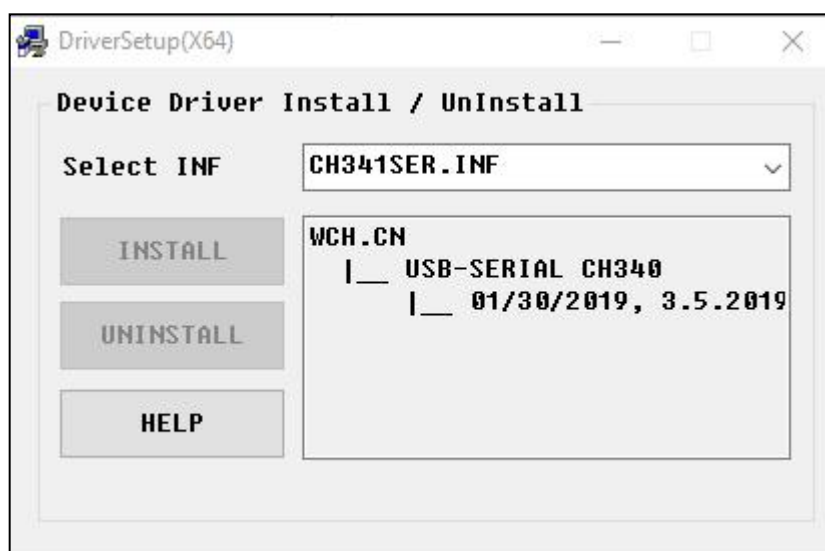 DriverSetup(X64)
Device Driver Install / UnInstall
Select INF
CH341SER.INF
INSTALL
WCH.CN
|__ USB-SERIAL CH340
|__ 01/30/2019, 3.5.2019
UNINSTALL
HELP